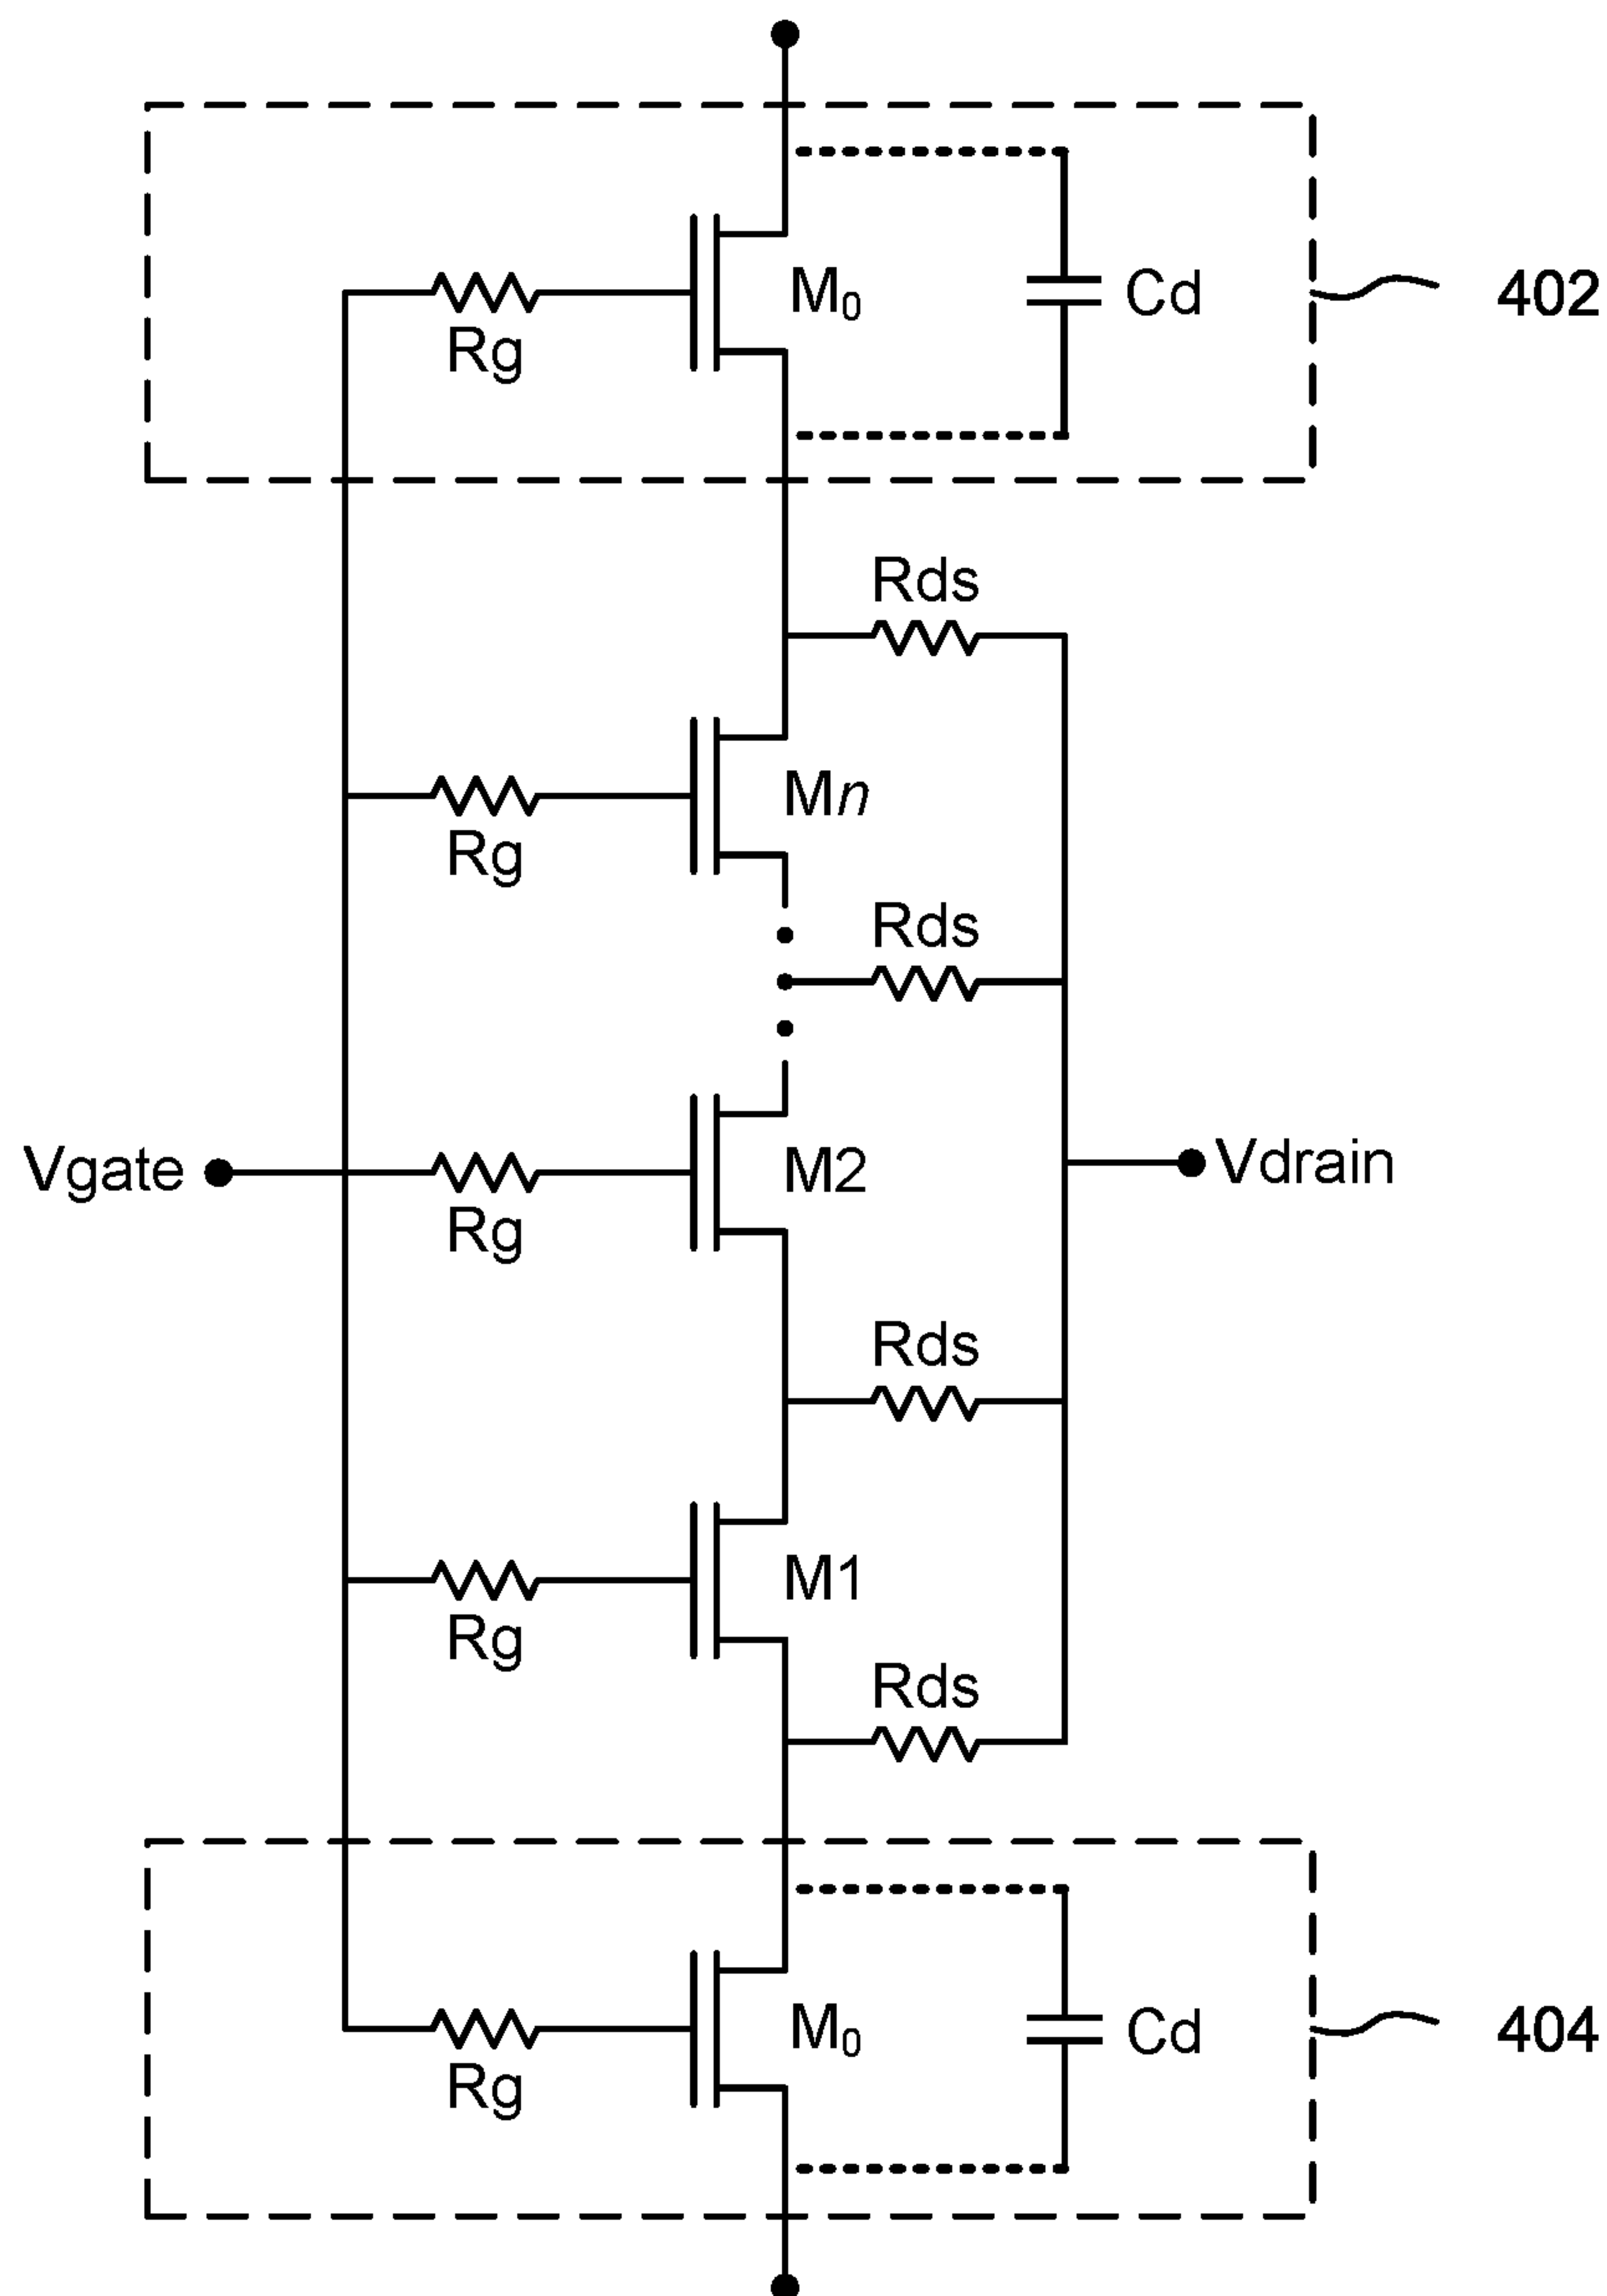 M₀
Cd
402
Rg
Rds
Mn
Rg
Rds
Vgate
M2
Vdrain
Rg
Rds
M1
Rg
Rds
M₀
Cd
404
Rg